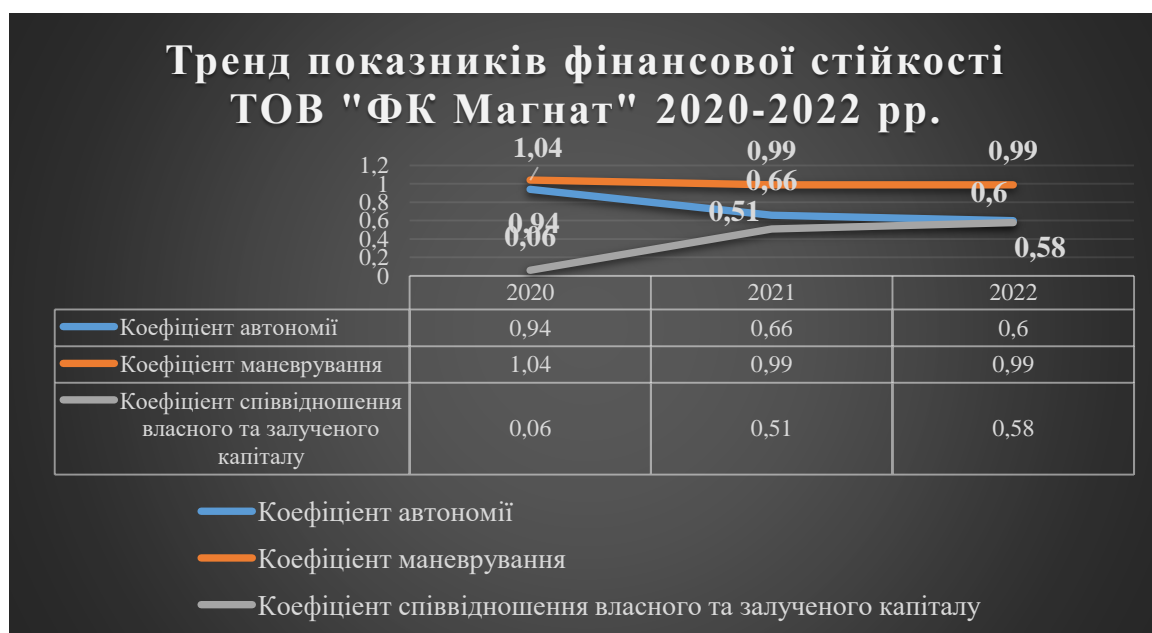 Тренд показників фінансової стійкості
ТОВ "ФК Магнат" 2020-2022 рр.
1,04 0,99 0,99
1,2
1
0,8
0,6
0,4
0,2
0
0,66 0,6
0,94 0,51
0,06 0,58
2020 2021 2022
Коефіцієнт автономії 0,94 0,66 0,6
Коефіцієнт маневрування 1,04 0,99 0,99
Коефіцієнт співвідношення
власного та залученого 0,06 0,51 0,58
капіталу
Коефіцієнт автономії
Коефіцієнт маневрування
Коефіцієнт співвідношення власного та залученого капіталу